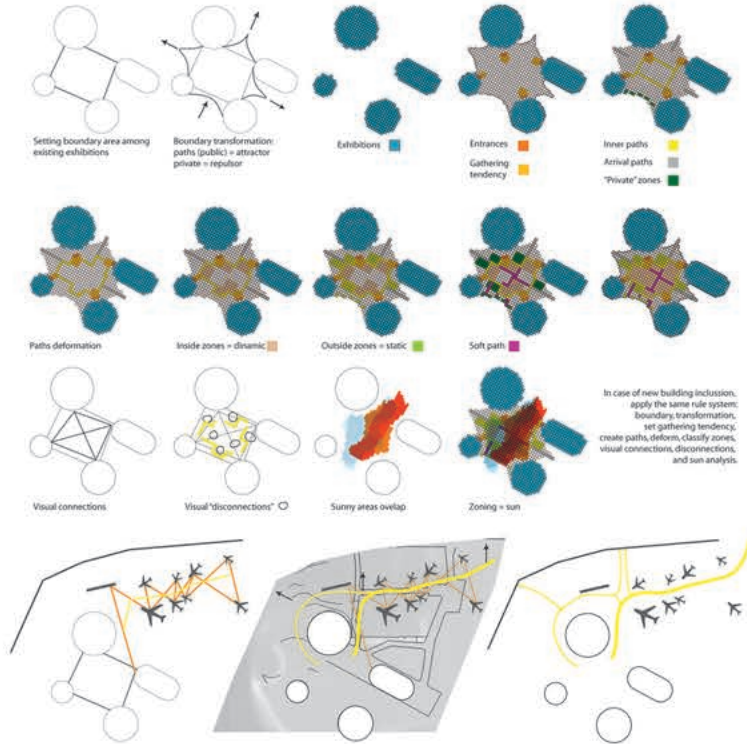 Setting boundary area among
existing exhibitions
Boundary transformation:
paths (public) = attractor
private = repulsor
Exhibitions
Entrances
Gathering
tendency
Inner paths
Arrival paths
"Private" zones
Paths deformation
Inside zones = dinamic
Outside zones = static
Soft path
Visual connections
Visual "disconnections"
Sunny areas ovelap
Zoning = sun
In case of new building inclussion,
apply the same rule system:
boundary, transformation,
set gathering tendency,
create paths, deform, classify zones,
visual connections, disconnections,
and sun analysis.